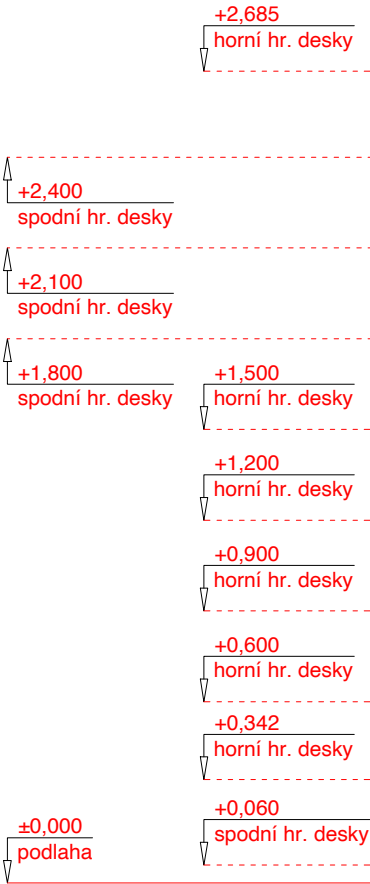 +2,685
horní hr. desky
+2,400
spodní hr. desky
+2,100
spodní hr. desky
+1,800
spodní hr. desky
+1,500
horní hr. desky
+1,200
horní hr. desky
+0,900
horní hr. desky
+0,600
horní hr. desky
+0,342
horní hr. desky
+0,060
spodní hr. desky
±0,000
podlaha